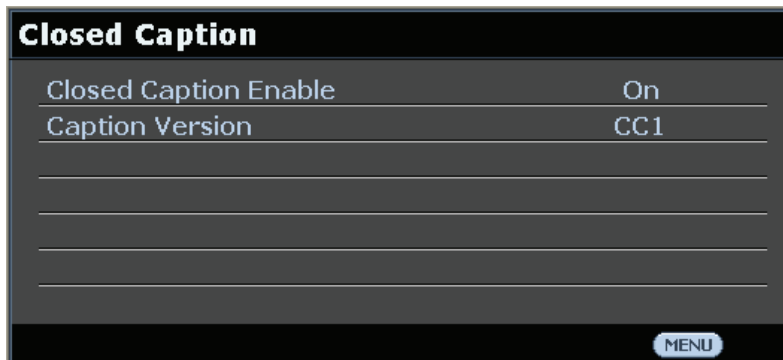 Closed Caption
Closed Caption Enable On
Caption Version CC1
MENU